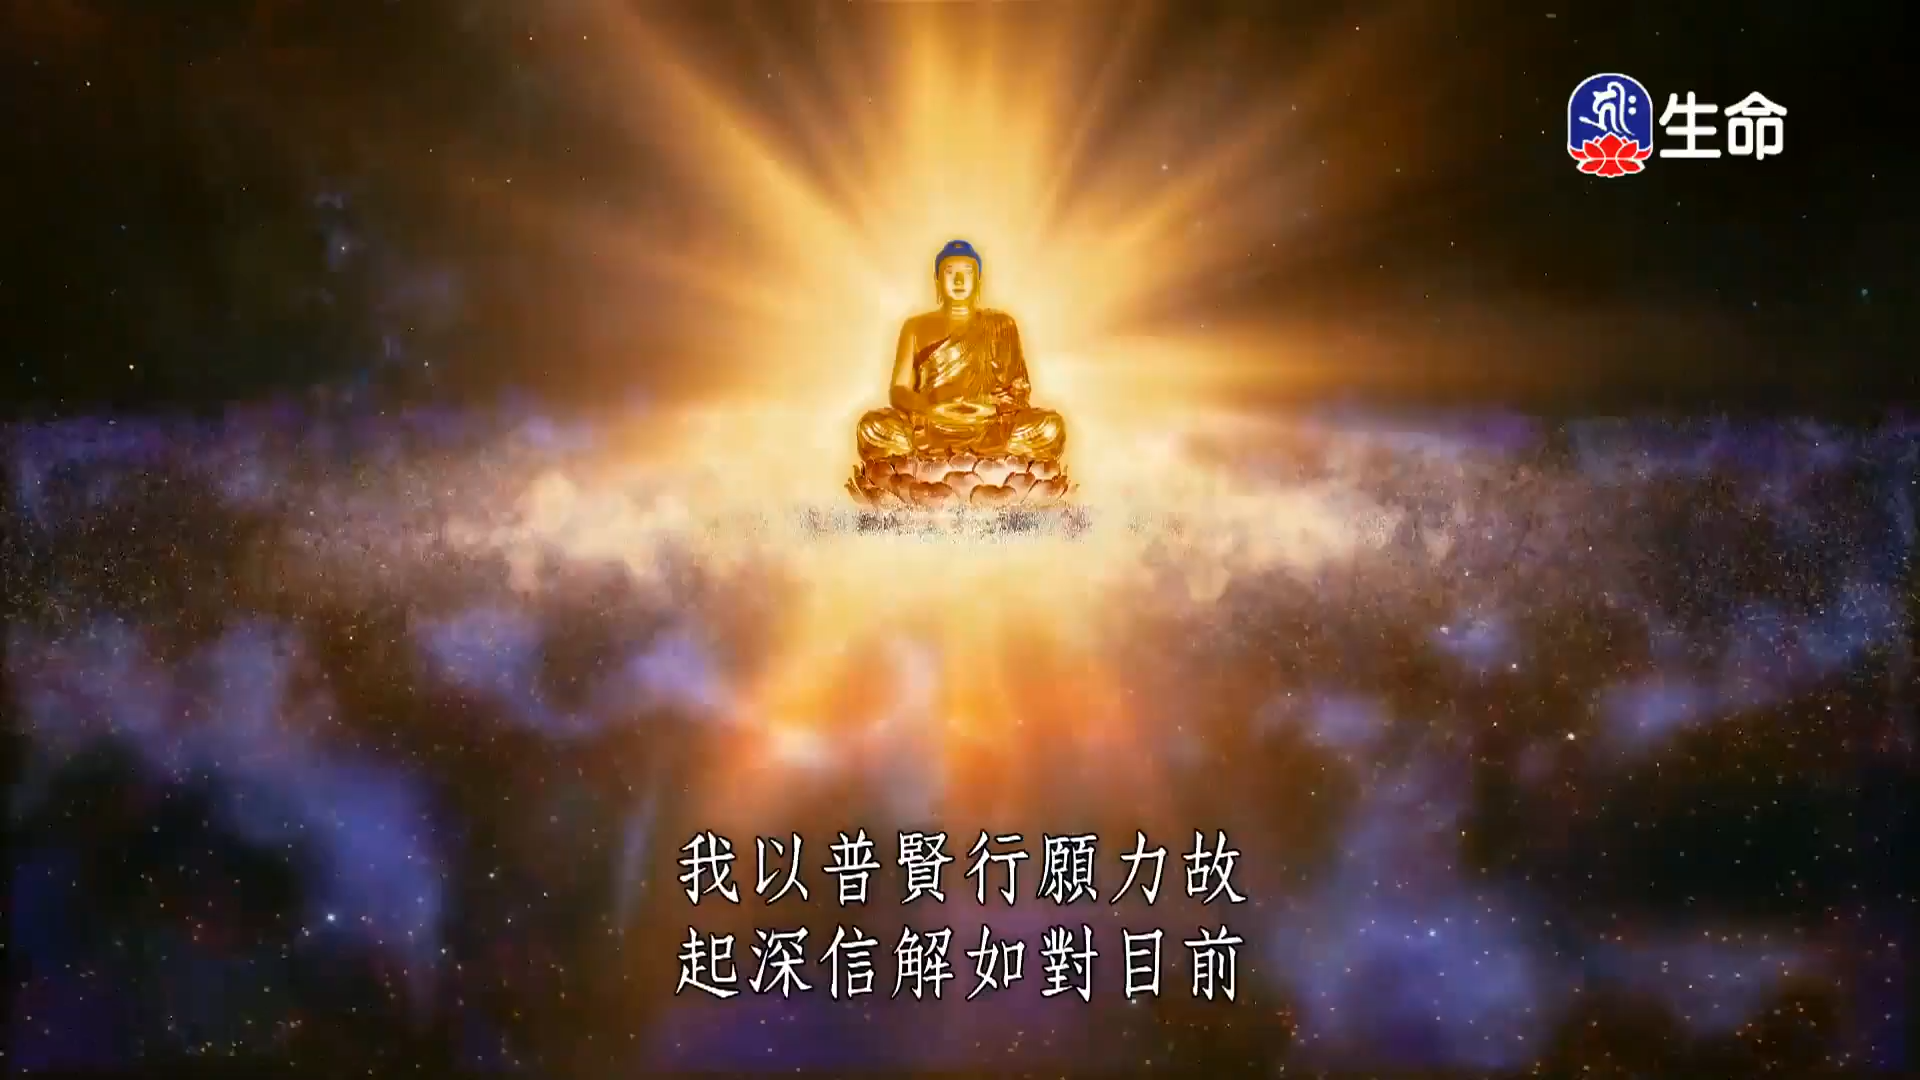 生命
我以普賢行願力故
起深信解如對目前